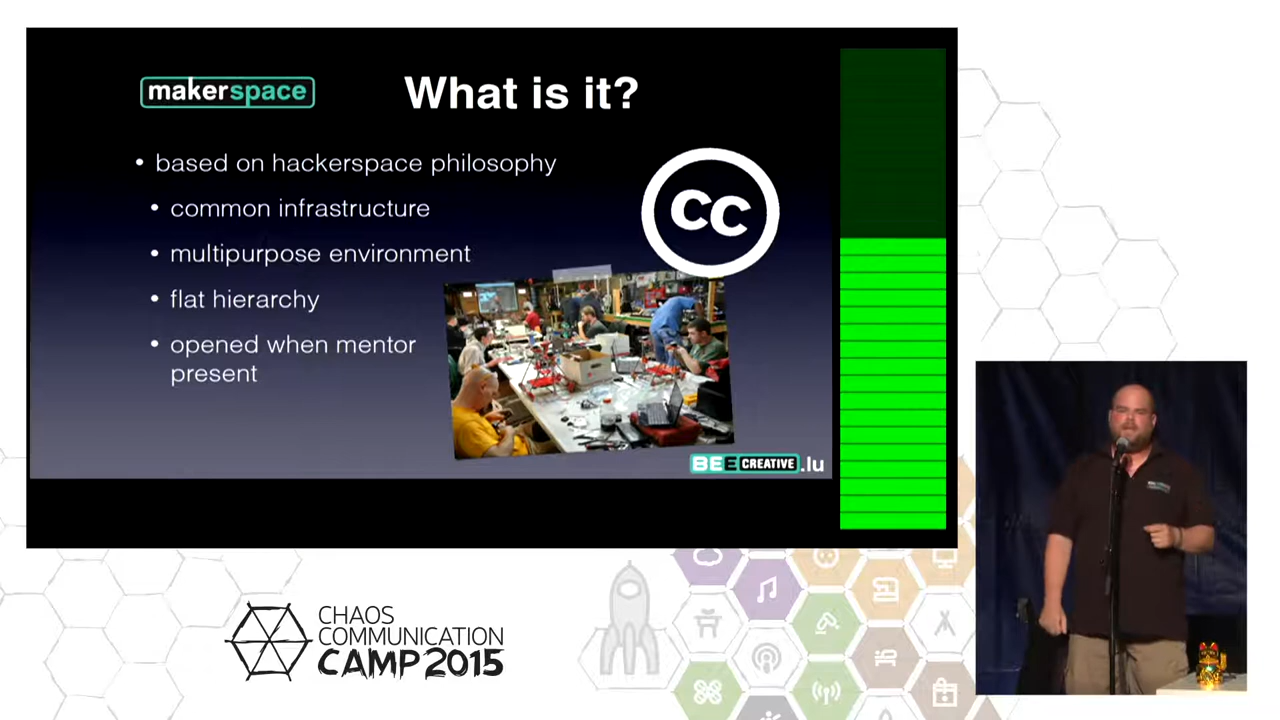 makerspace
What is it?
• based on hackerspace philosophy
• common infrastructure
• multipurpose environment
• flat hierarchy
• opened when mentor
present
cc
BEE CREATIVE.lu
CHAOS
COMMUNICATION
CAMP 2015